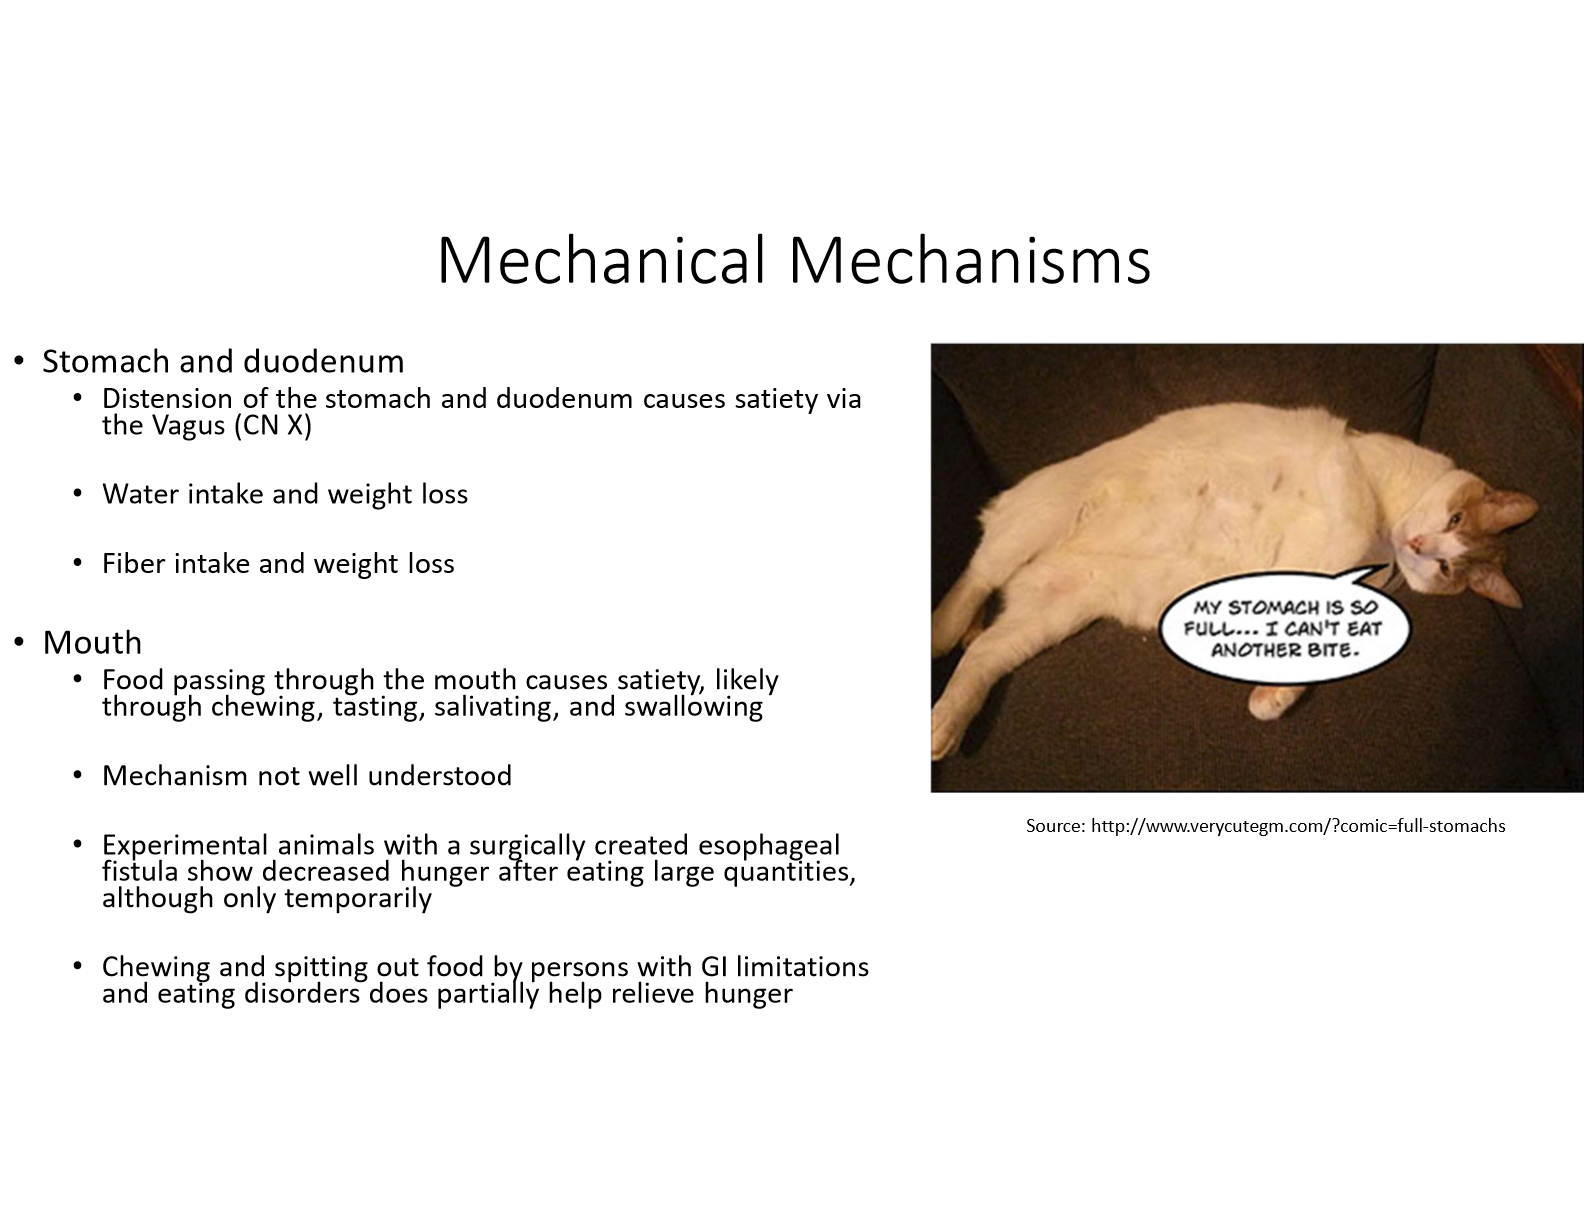 Mechanical Mechanisms
• Stomach and duodenum
• Distension of the stomach and duodenum causes satiety via
the Vagus (CN X)
• Water intake and weight loss
• Fiber intake and weight loss
• Mouth
• Food passing through the mouth causes satiety, likely
through chewing, tasting, salivating, and swallowing
• Mechanism not well understood
• Experimental animals with a surgically created esophageal
fistula show decreased hunger after eating large quantities,
although only temporarily
• Chewing and spitting out food by persons with GI limitations
and eating disorders does partially help relieve hunger
MY STOMACH IS SO
FULL... I CAN'T EAT
ANOTHER BITE.
Source: http://www.verycutegm.com/?comic=full-stomachs